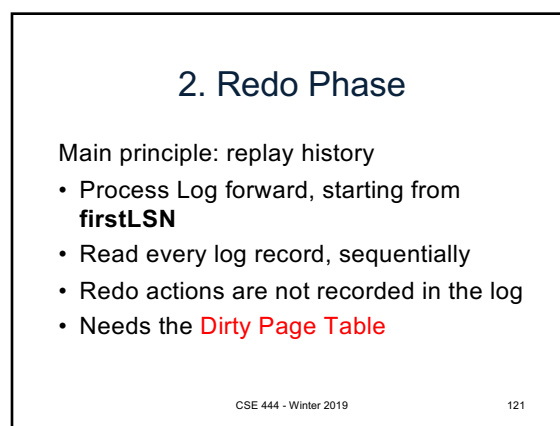 2. Redo Phase
Main principle: replay history
• Process Log forward, starting from
firstLSN
• Read every log record, sequentially
• Redo actions are not recorded in the log
• Needs the Dirty Page Table
CSE 444 - Winter 2019
121